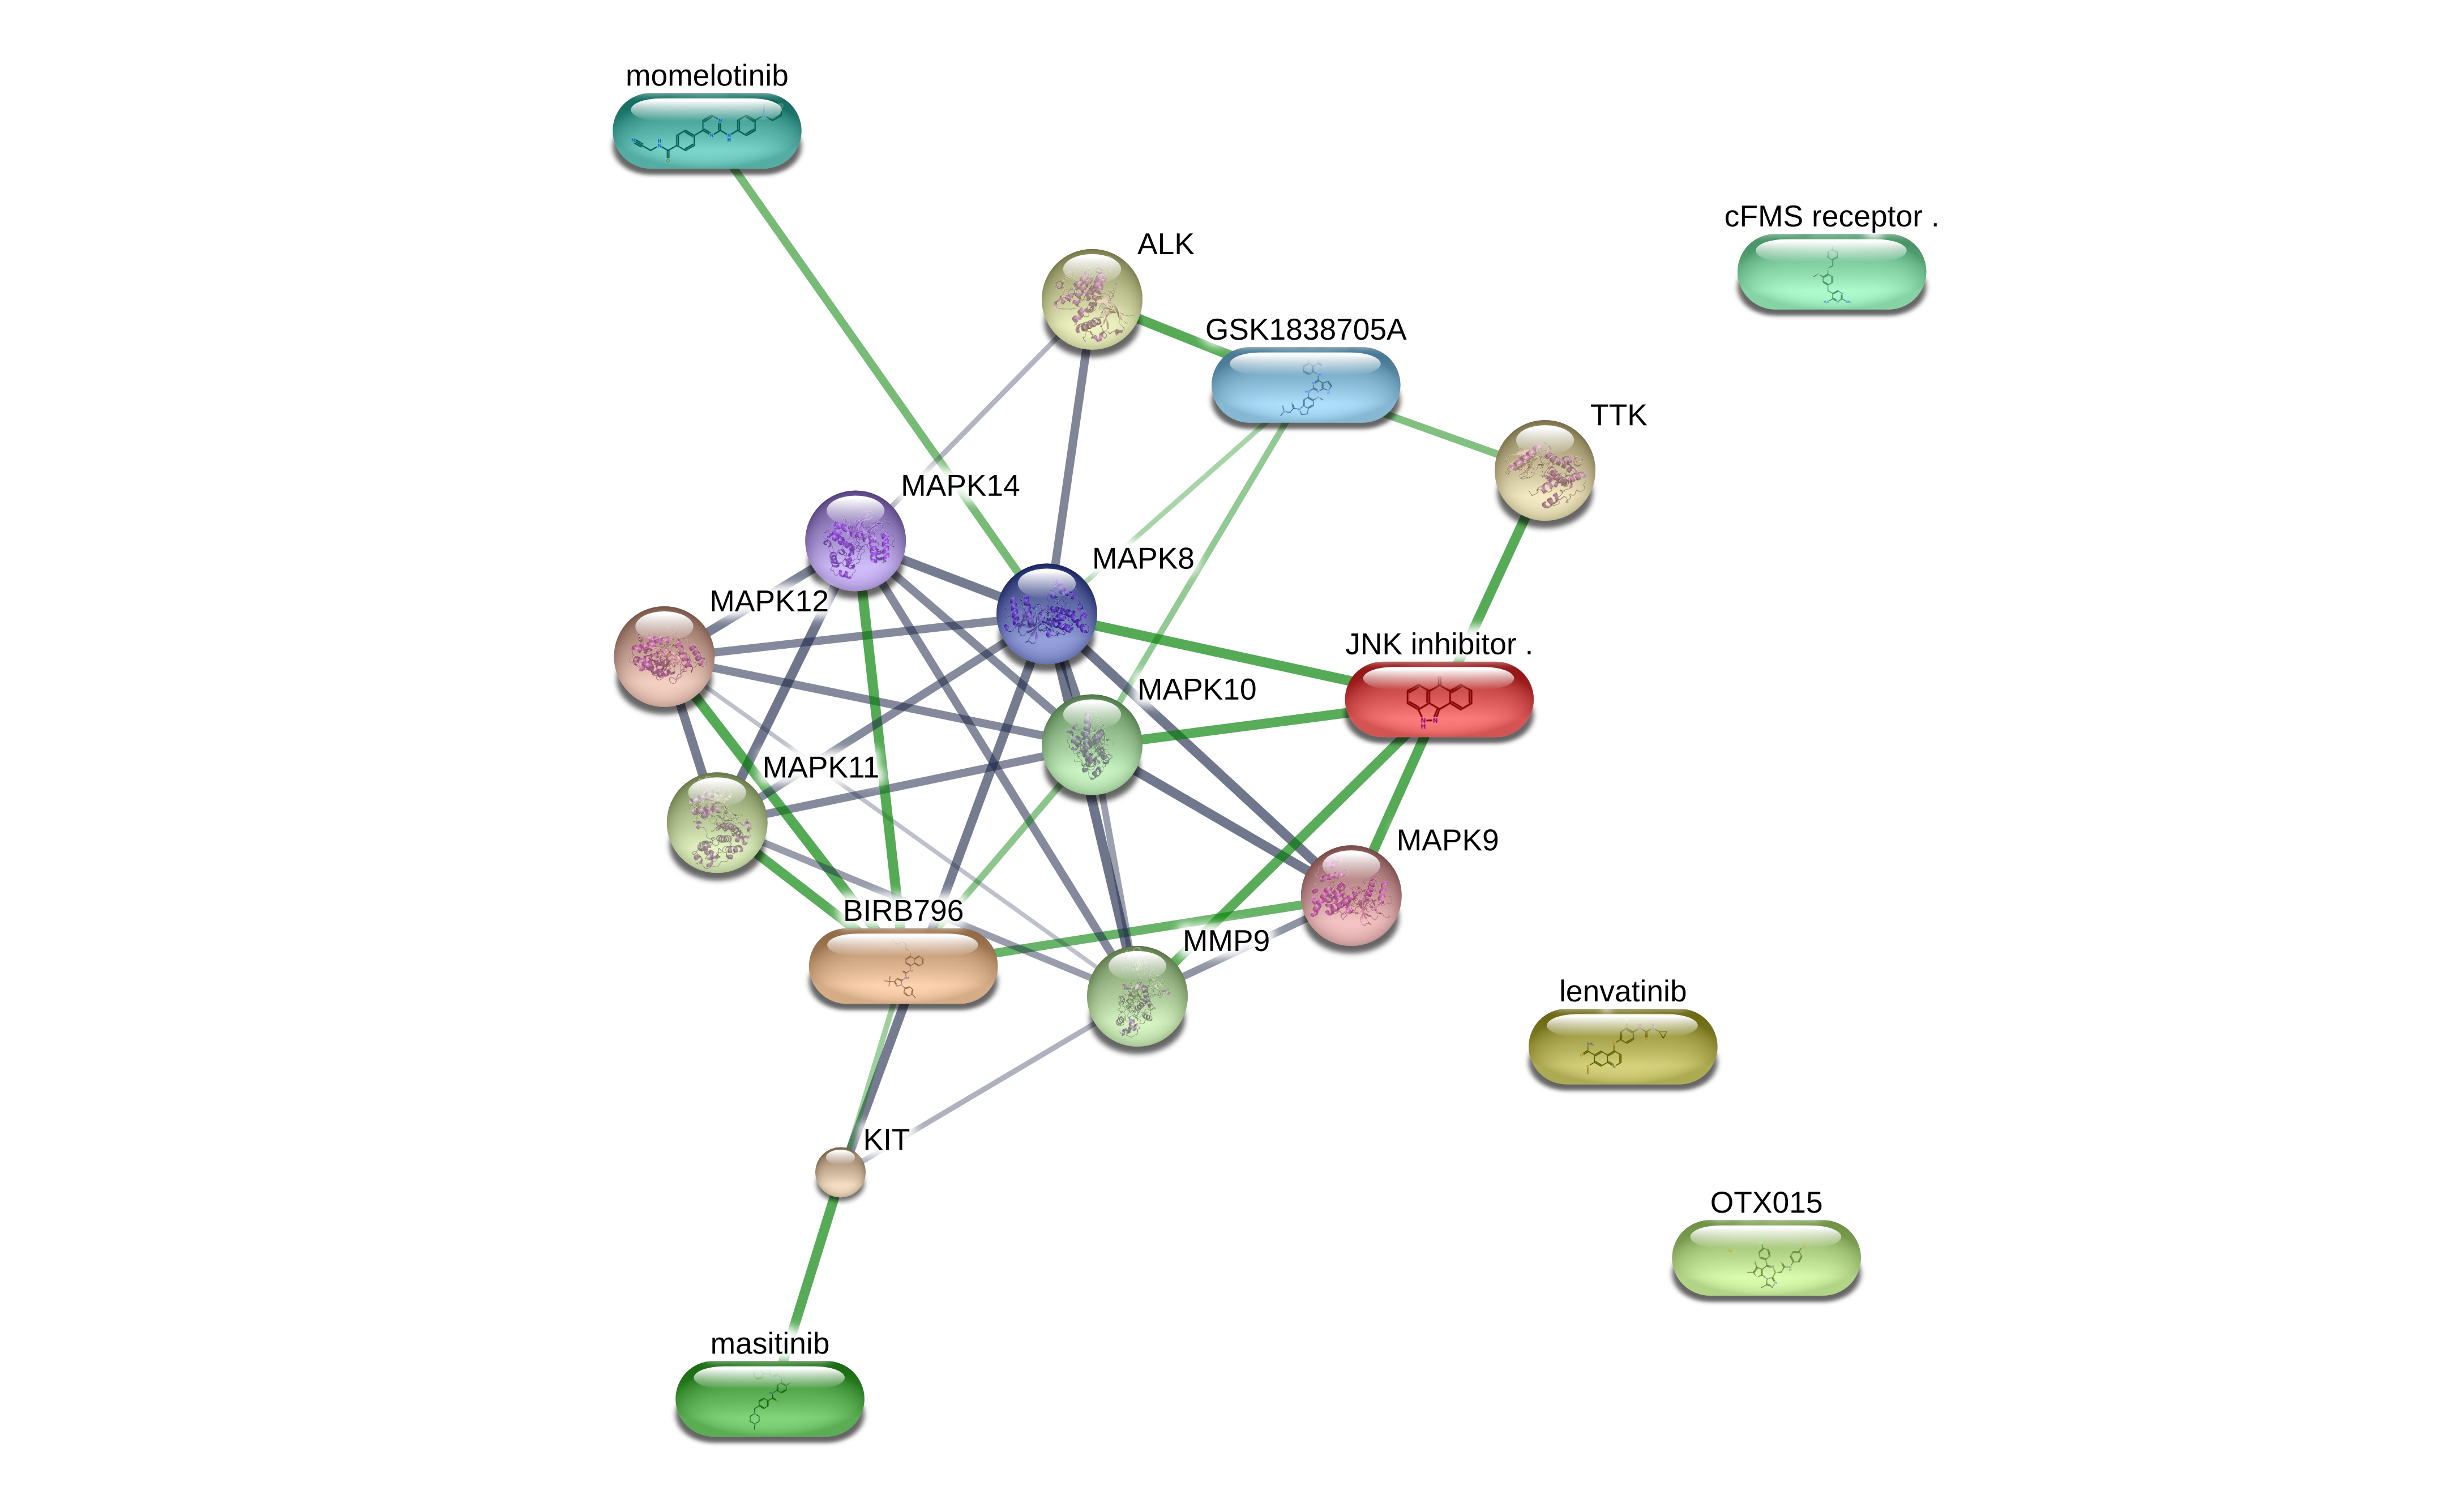 momelotinib
cFMS receptor .
ALK
GSK1838705A
TTK
MAPK14
MAPK8
MAPK12
JNK inhibitor .
MAPK10
MAPK11
MAPK9
BIRB796
MMP9
lenvatinib
KIT
OTX015
masitinib